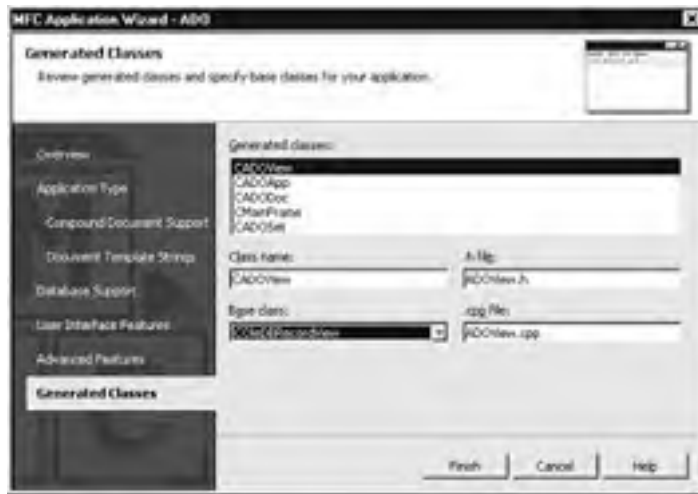 MFC Application Wizard - ADO
Generated Classes
Review generated classes and specify base classes for your application.
Overview
Application Type
Compound Document Support
Document Template Strings
Database Support
User Interface Features
Advanced Features
Generated Classes
Generated classes:
CADOView
CADOApp
CADODoc
CMainFrame
CADOSet
Class name:
.h file:
CADOView
ADOView.h
Base class:
.cpp file:
COleDBRecordView
ADOView.cpp
Finish
Cancel
Help